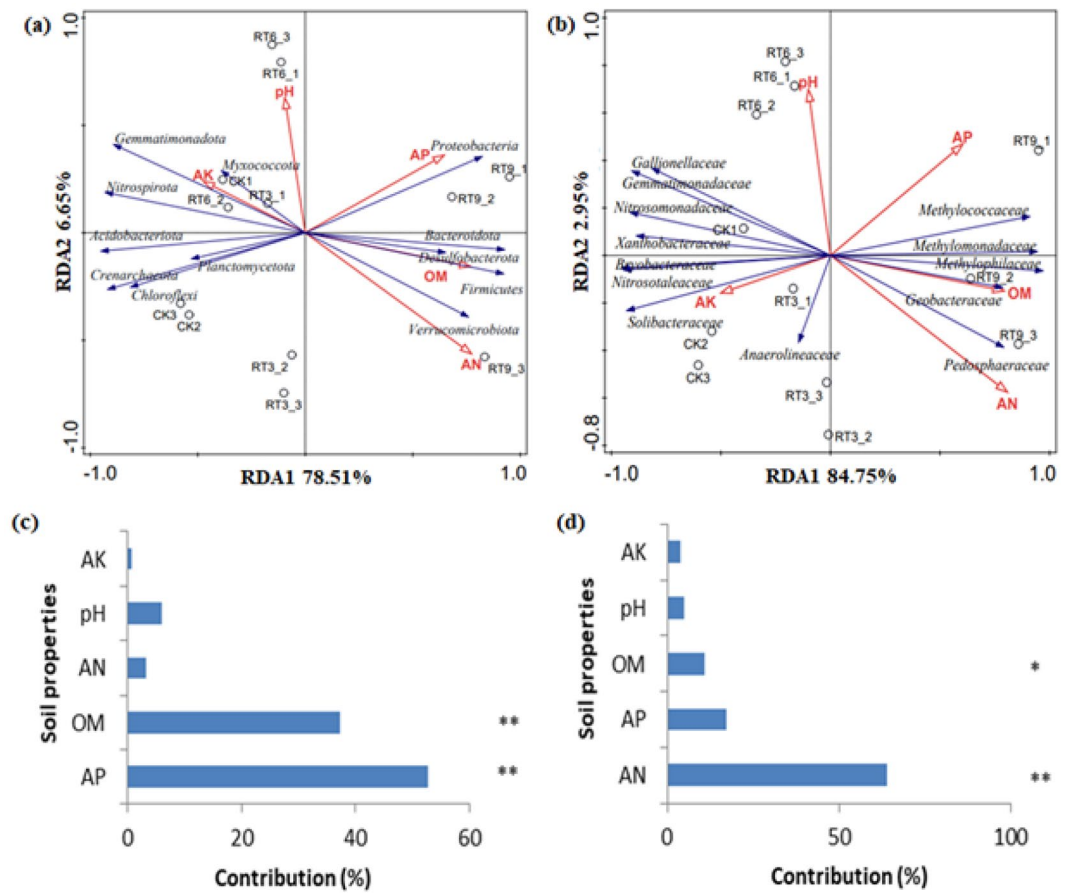 (a)
1.0
RT6_3
RT6_1
pH
Gemmatimonadota
Myxococcota
AK
CK1
Nitrospirota
RT6_2
RT3_1
AP
Proteobacteria
RT9_1
RT9_2
Acidobacteriota
Bacteroidota
Planctomycetota
Desulfobacterota
OM
Crenarchaeota
Firmicutes
Chloroflexi
CK3
CK2
Verrucomicrobiota
AN
RT9_3
RT3_2
RT3_3
RDA2 6.65%
-1.0
-1.0
RDA1 78.51%
1.0
(b)
1.0
RT6_3
RT6_1
pH
RT6_2
AP
RT9_1
Gallionellaceae
Gemmatimonadaceae
Nitrosomonadaceae
Methylococcaceae
CK1
Xanthobacteraceae
Methylomonadaceae
Bryobacteraceae
Methylophilaceae
RT9_2
Nitrosotaleaceae
OM
AK
RT3_1
Geobacteraceae
Solibacteraceae
CK2
RT9_3
Anaerolineaceae
CK3
Pedosphaeraceae
RT3_3
AN
RT3_2
RDA2 2.95%
-0.8
-1.0
RDA1 84.75%
1.0
(c)
Soil properties
AK
pH
AN
OM
**
AP
**
0
20
40
60
Contribution (%)
(d)
Soil properties
AK
pH
OM
*
AP
AN
**
0
50
100
Contribution (%)